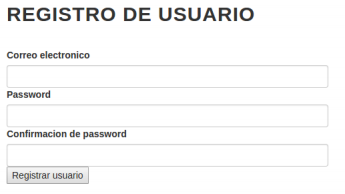 REGISTRO DE USUARIO
Correo electronico
Password
Confirmacion de password
Registrar usuario